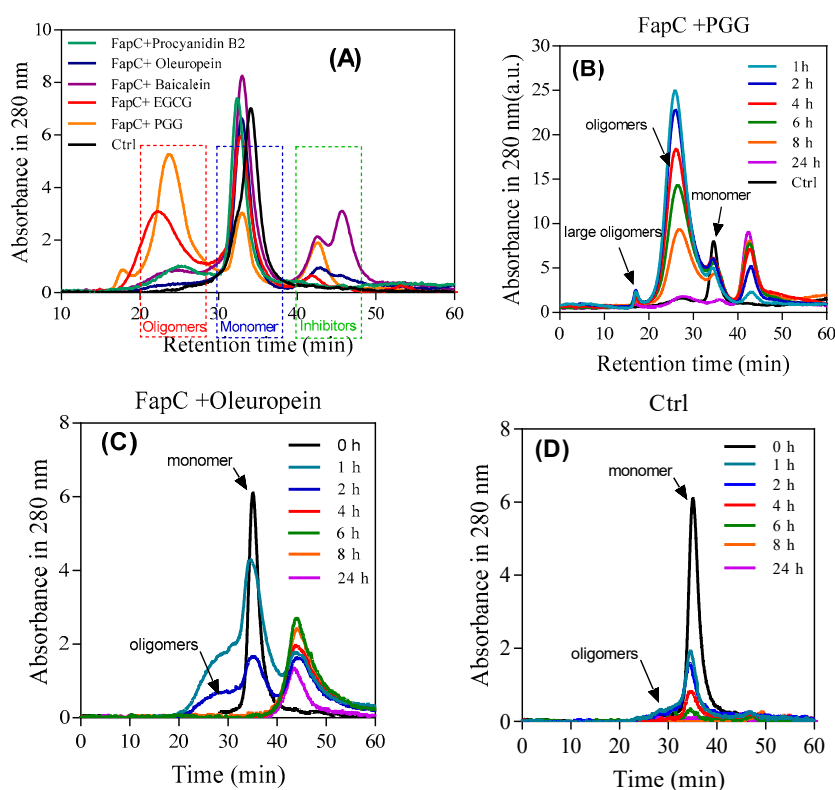 (A)
Absorbance in 280 nm
10
8
6
4
2
0
FapC+Procyanidin B2
FapC+ Oleuropein
FapC+ Baicalein
FapC+ EGCG
FapC+ PGG
Ctrl
Oligomers
Monomer
Inhibitors
10 20 30 40 50 60
Retention time (min)
FapC +PGG
(B)
Absorbance in 280 nm(a.u.)
30
25
20
15
10
5
0
1h
2 h
4 h
6 h
8 h
24 h
Ctrl
oligomers
monomer
large oligomers
0 10 20 30 40 50 60
Retention time (min)
FapC +Oleuropein
(C)
Absorbance in 280 nm
8
6
4
2
0
0 h
1 h
2 h
4 h
6 h
8 h
24 h
monomer
oligomers
0 10 20 30 40 50 60
Time (min)
Ctrl
(D)
Absorbance in 280 nm
8
6
4
2
0
0 h
1 h
2 h
4 h
6 h
8 h
24 h
monomer
oligomers
0 10 20 30 40 50 60
Time (min)